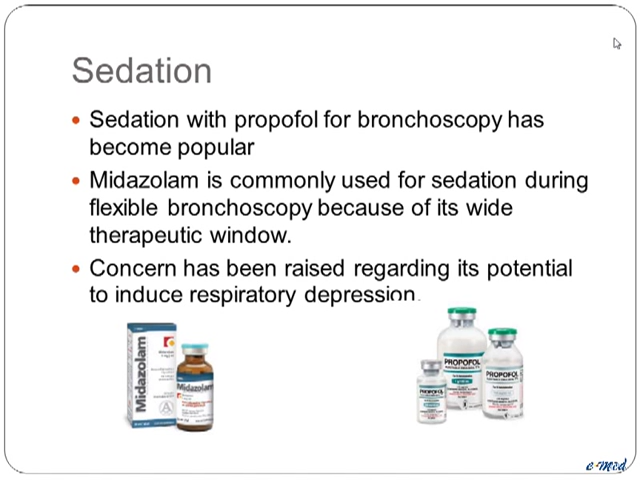 Sedation
Sedation with propofol for bronchoscopy has
become popular
Midazolam is commonly used for sedation during
flexible bronchoscopy because of its wide
therapeutic window.
Concern has been raised regarding its potential
to induce respiratory depression.
Midazolam
Midazolam
PROPOFOL
PROPOFOL
PROPOFOL
e-med